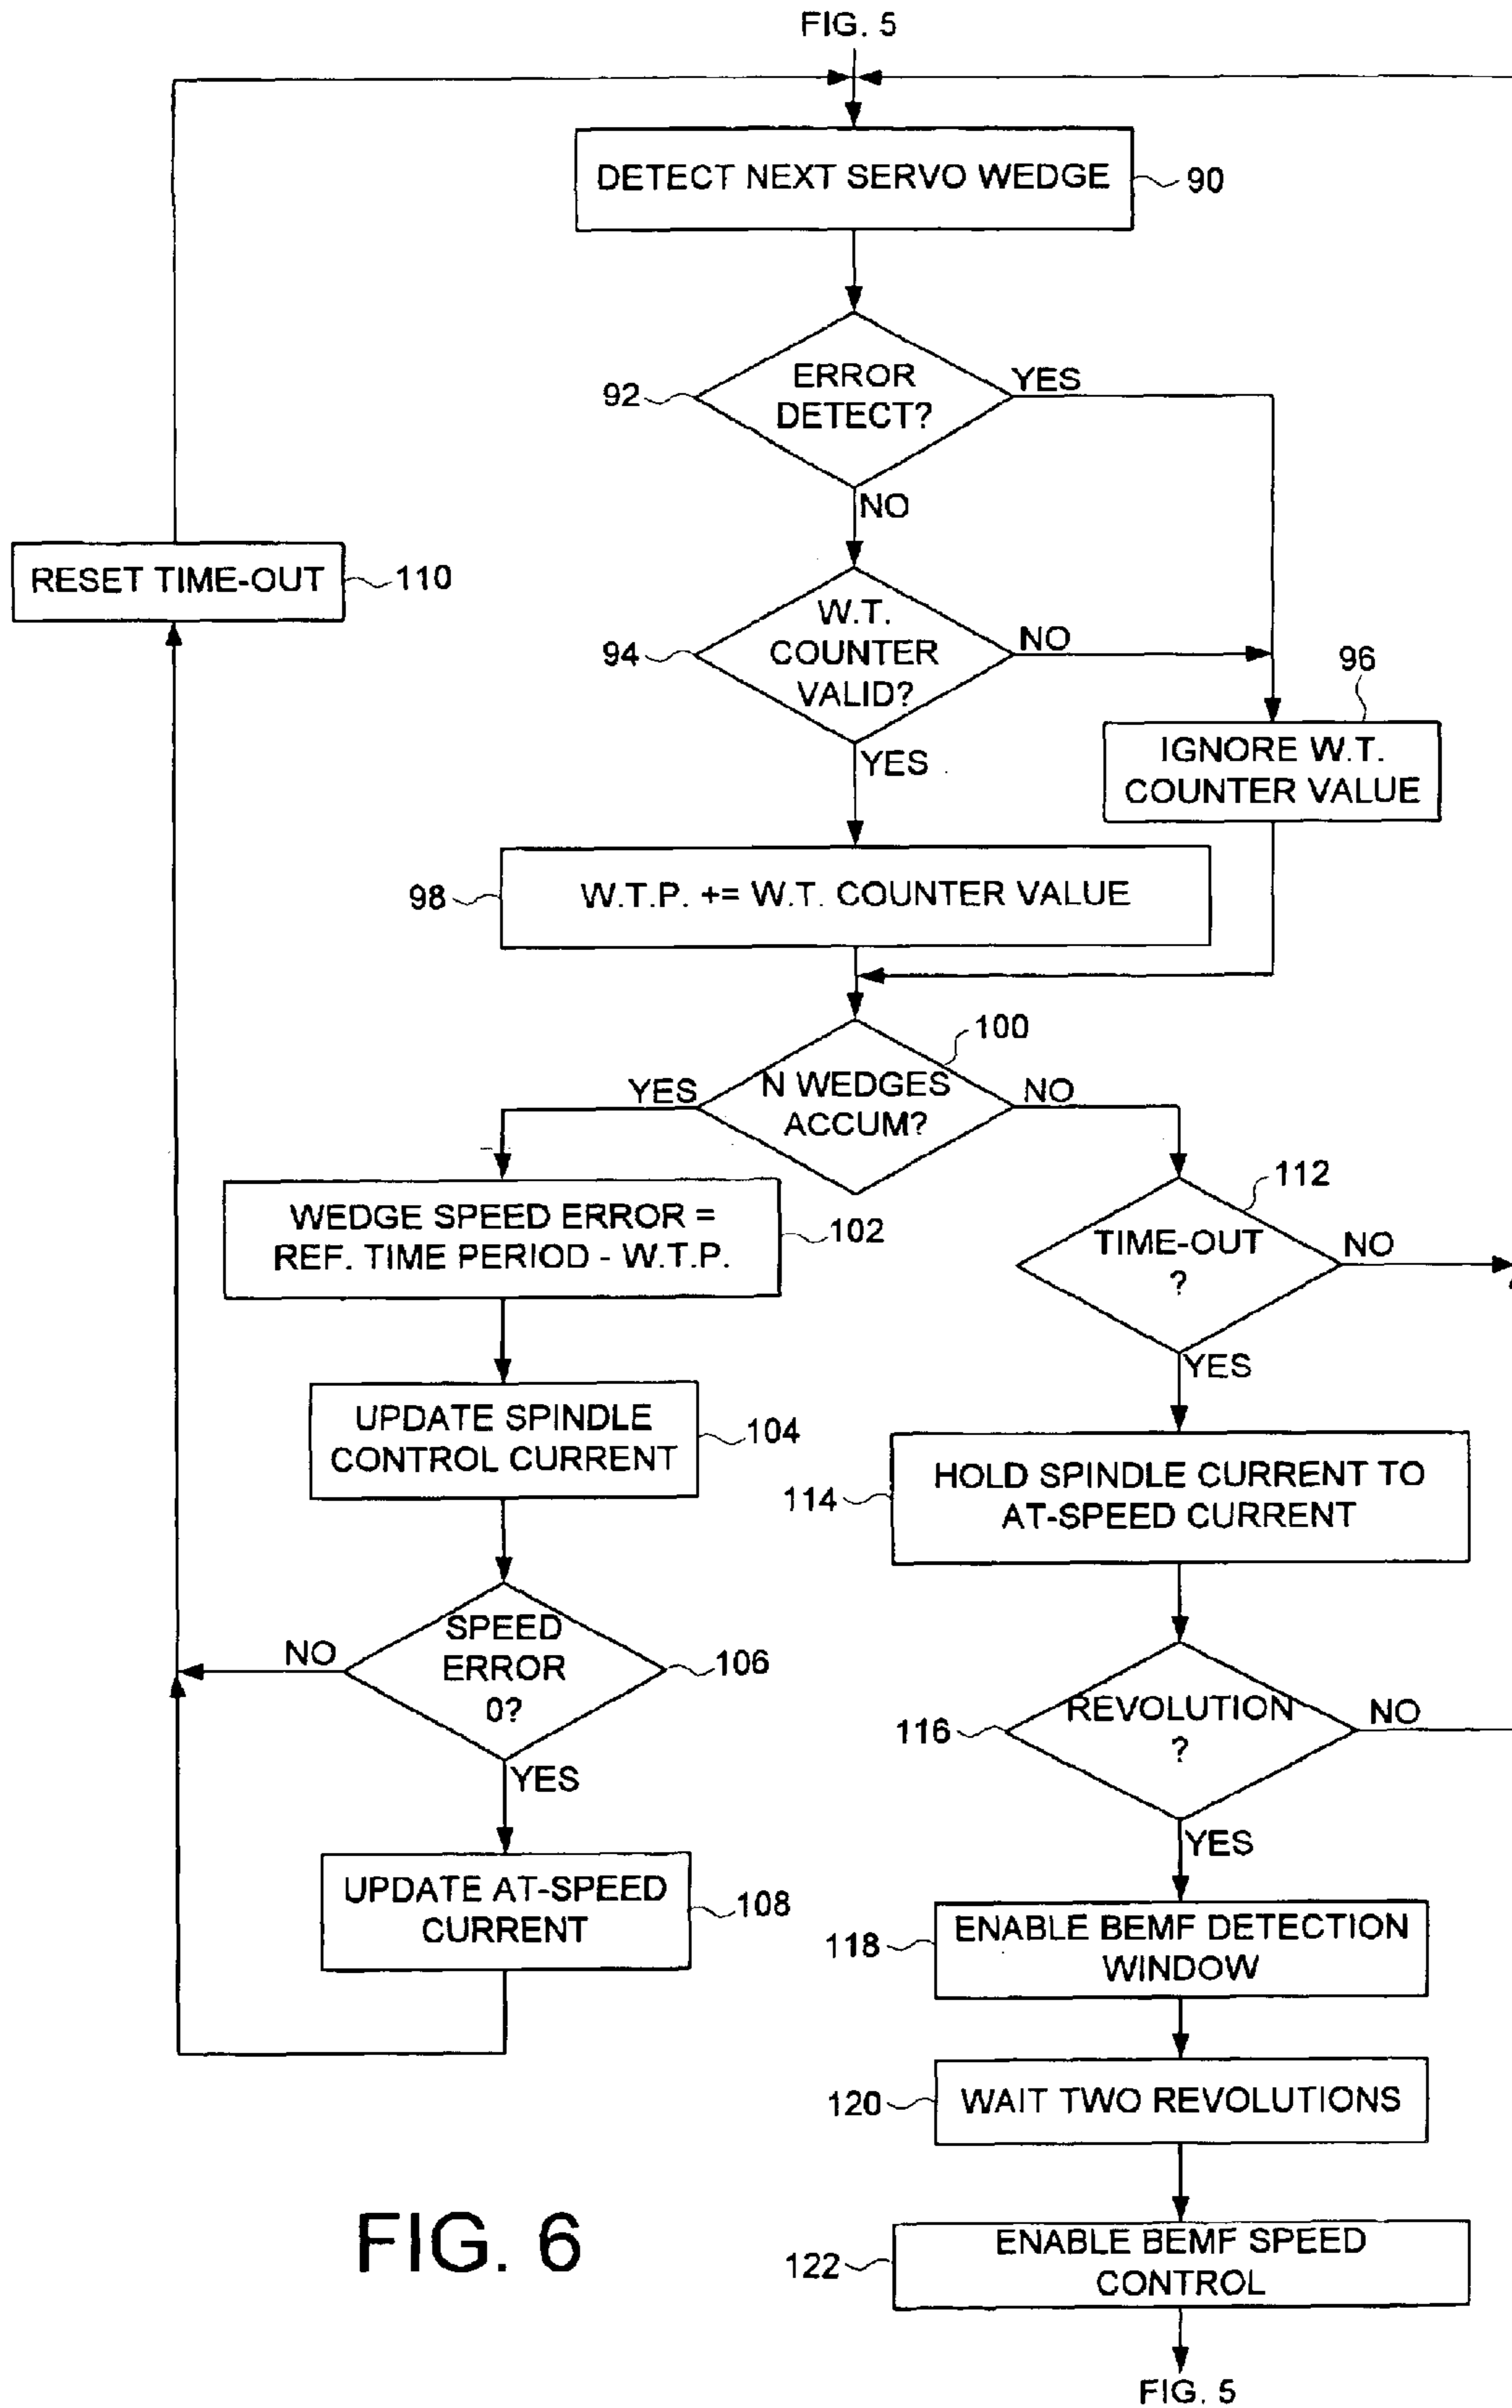 FIG. 5
DETECT NEXT SERVO WEDGE
90
ERROR
DETECT?
92
YES
NO
RESET TIME-OUT
110
W.T.
COUNTER
VALID?
94
NO
YES
96
IGNORE W.T.
COUNTER VALUE
98
W.T.P. += W.T. COUNTER VALUE
100
N WEDGES
ACCUM?
YES
NO
WEDGE SPEED ERROR =
REF. TIME PERIOD - W.T.P.
102
112
TIME-OUT
?
NO
YES
UPDATE SPINDLE
CONTROL CURRENT
104
114
HOLD SPINDLE CURRENT TO
AT-SPEED CURRENT
SPEED
ERROR
0?
106
NO
YES
116
REVOLUTION
?
NO
YES
UPDATE AT-SPEED
CURRENT
108
118
ENABLE BEMF DETECTION
WINDOW
120
WAIT TWO REVOLUTIONS
122
ENABLE BEMF SPEED
CONTROL
FIG. 5
FIG. 6